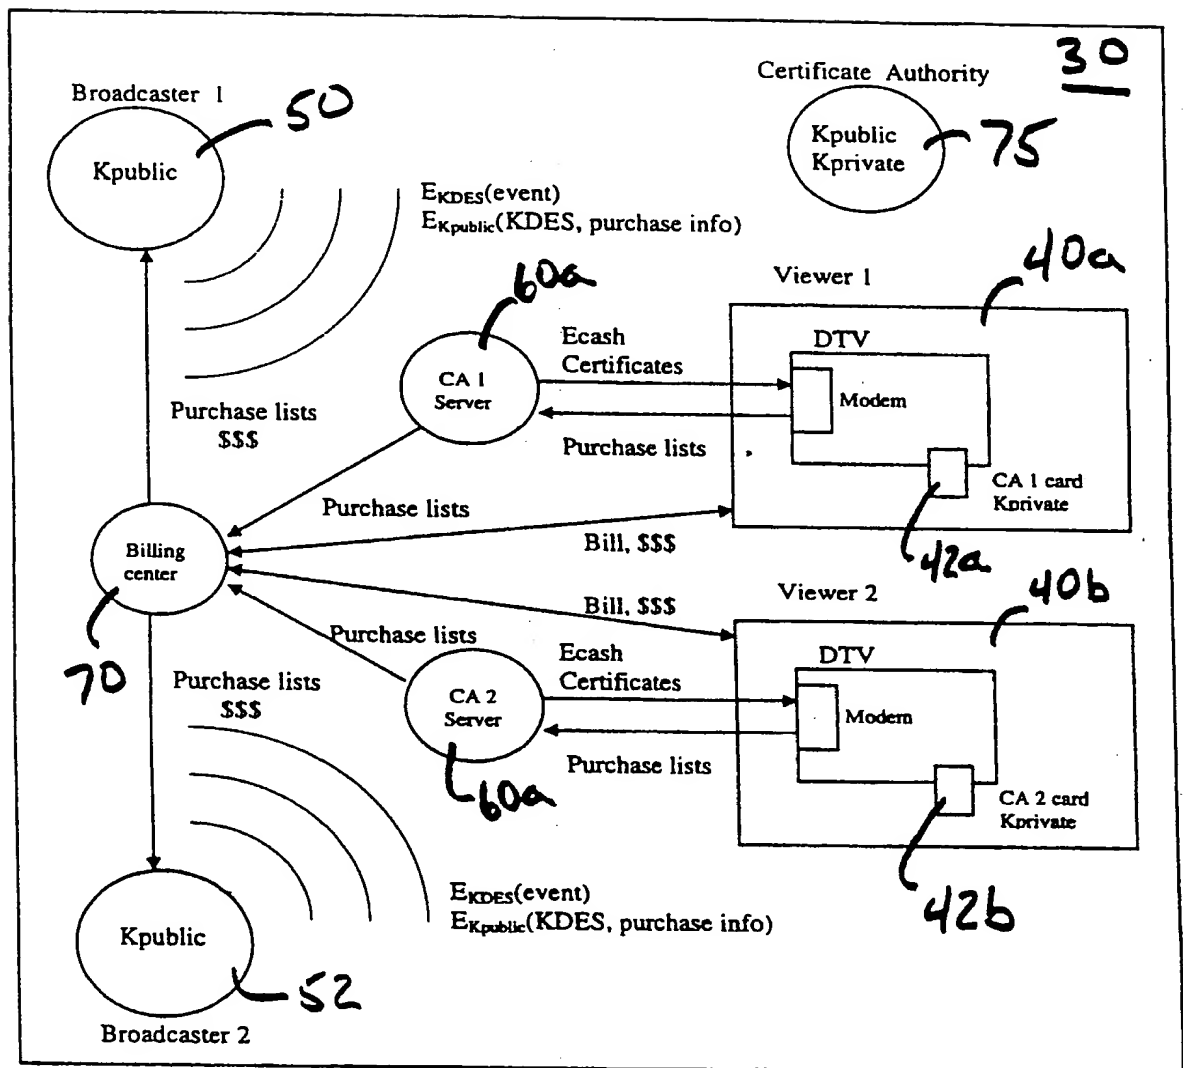 30
Certificate Authority
Kpublic
Kprivate
75
Broadcaster 1
50
Kpublic
EKDES(event)
EKpublic(KDES, purchase info)
60a
Viewer 1
40a
CA 1
Server
Ecash
Certificates
DTV
Modem
Purchase lists
CA 1 card
Kprivate
42a
Purchase lists
$$$
Purchase lists
Bill, $$$
Billing
center
70
Bill, $$$
Viewer 2
40b
Purchase lists
Ecash
Certificates
DTV
CA 2
Server
Modem
Purchase lists
60a
CA 2 card
Kprivate
42b
Purchase lists
$$$
EKDES(event)
EKpublic(KDES, purchase info)
Kpublic
52
Broadcaster 2